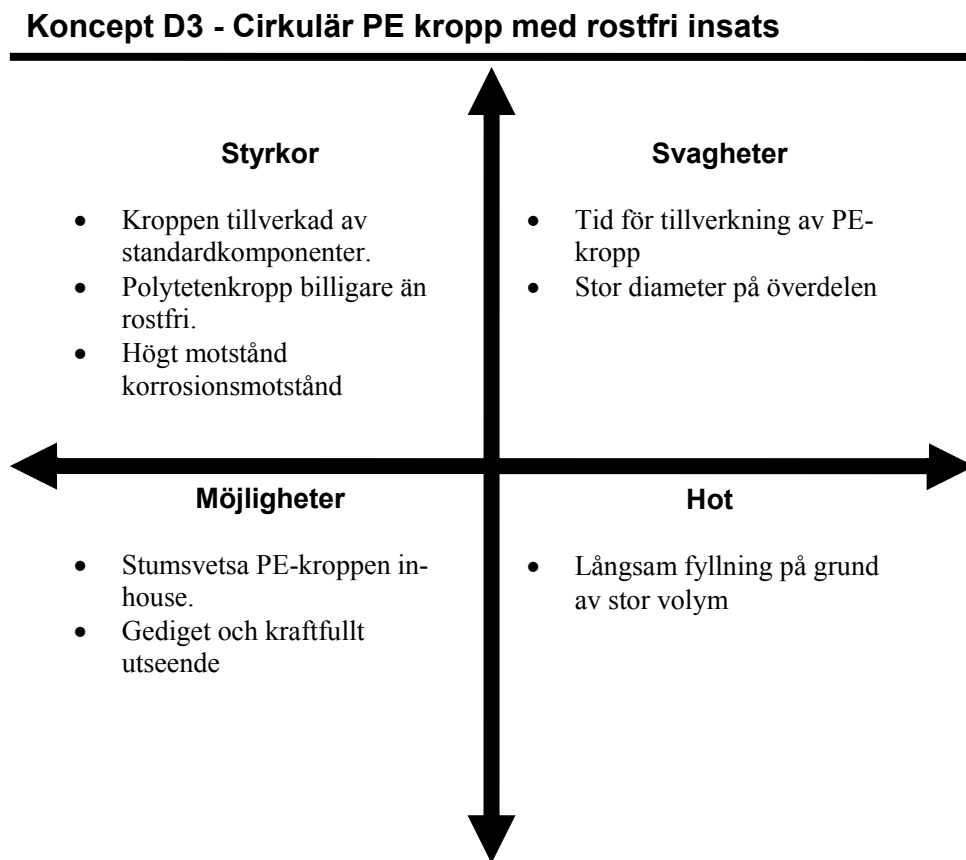 Koncept D3 - Cirkulär PE kropp med rostfri insats
Styrkor
• Kroppen tillverkad av
standardkomponenter.
• Polytetenkropp billigare än
rostfri.
• Högt motstånd
korrosionsmotstånd
Svagheter
• Tid för tillverkning av PE-
kropp
• Stor diameter på överdelen
Möjligheter
• Stumsvetsa PE-kroppen in-
house.
• Gediget och kraftfullt
utseende
Hot
• Långsam fyllning på grund
av stor volym